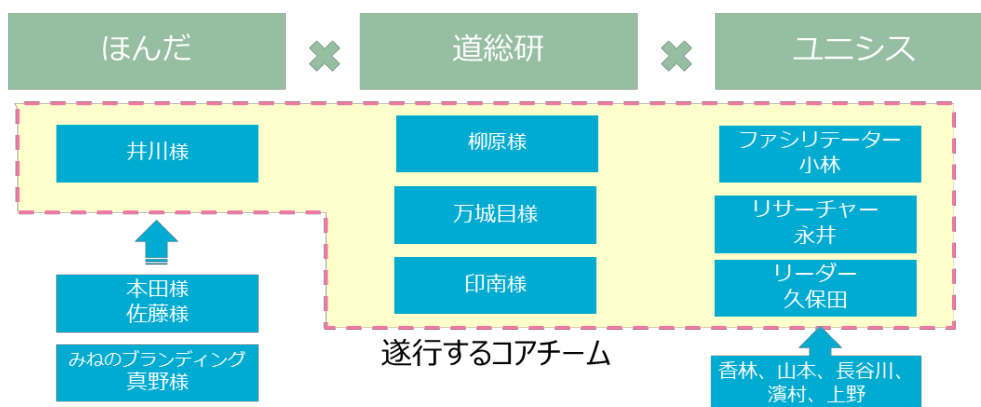 ほんだ
道総研
ユニシス
井川様
柳原様
ファシリテーター
小林
万城目様
リサーチャー
永井
印南様
リーダー
久保田
本田様
佐藤様
みねのブランディング
真野様
遂行するコアチーム
香林、山本、長谷川、
濱村、上野